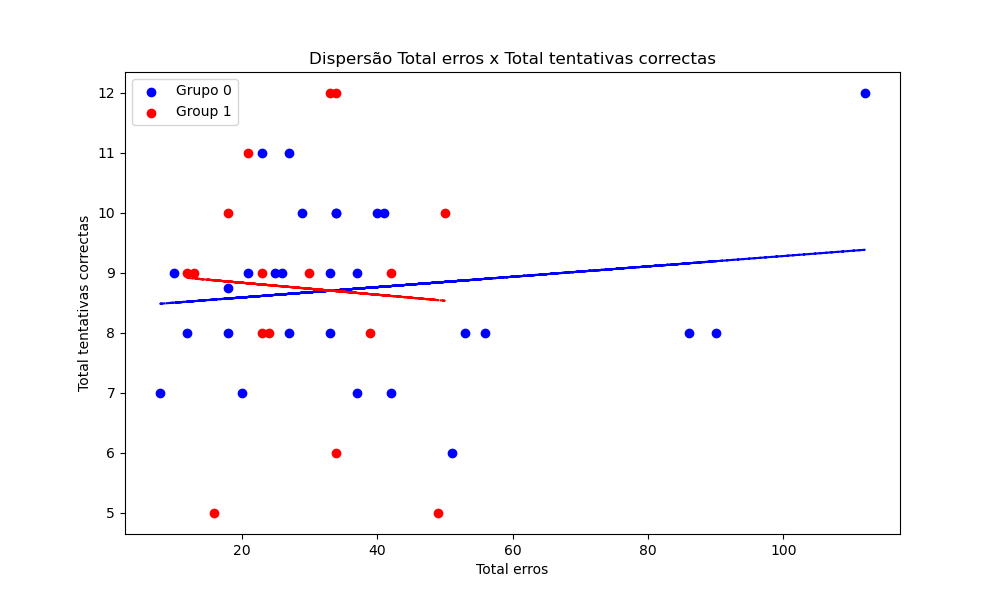 Dispersão Total erros x Total tentativas correctas
Grupo 0
Group 1
12
11
10
9
8
7
6
5
Total tentativas correctas
20 40 60 80 100
Total erros